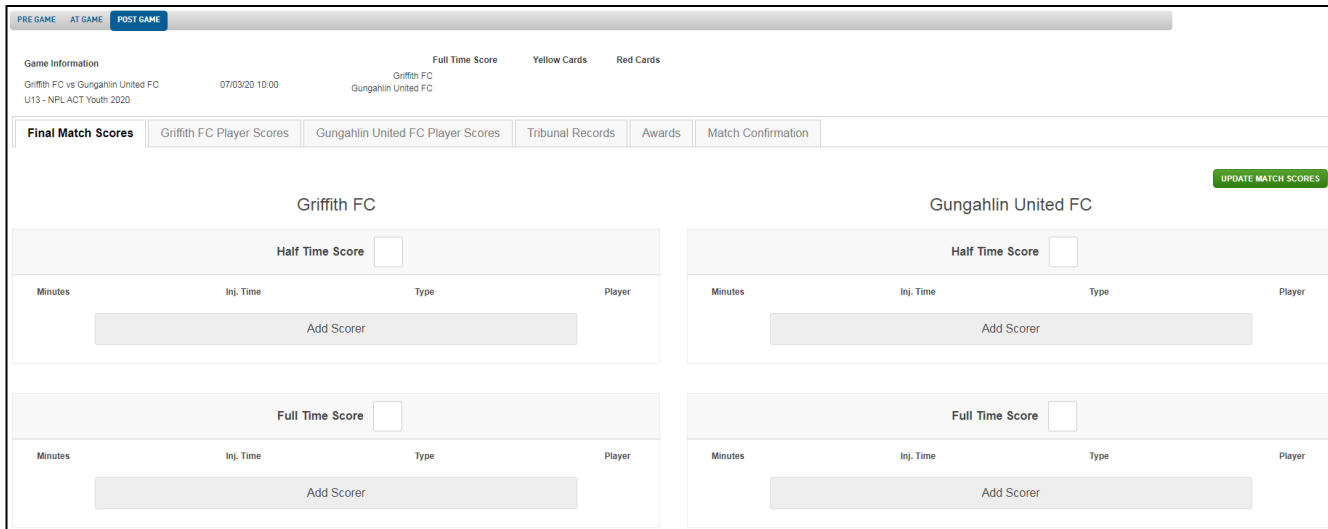 PRE GAME AT GAME POST GAME
Game Information
Full Time Score Yellow Cards Red Cards
Griffith FC vs Gungahlin United FC 07/03/20 10:00
U13 - NPL ACT Youth 2020
Griffith FC
Gungahlin United FC
Final Match Scores Griffith FC Player Scores Gungahlin United FC Player Scores Tribunal Records Awards Match Confirmation
UPDATE MATCH SCORES
Griffith FC Gungahlin United FC
Half Time Score Half Time Score
Minutes Inj. Time Type Player Minutes Inj. Time Type Player
Add Scorer Add Scorer
Full Time Score Full Time Score
Minutes Inj. Time Type Player Minutes Inj. Time Type Player
Add Scorer Add Scorer